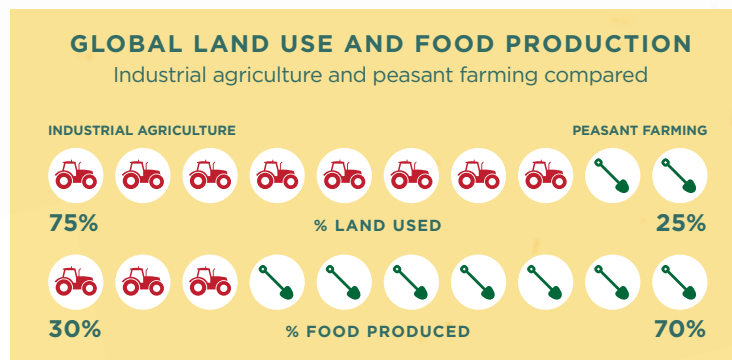 GLOBAL LAND USE AND FOOD PRODUCTION
Industrial agriculture and peasant farming compared
INDUSTRIAL AGRICULTURE PEASANT FARMING
75% % LAND USED 25%
30% % FOOD PRODUCED 70%